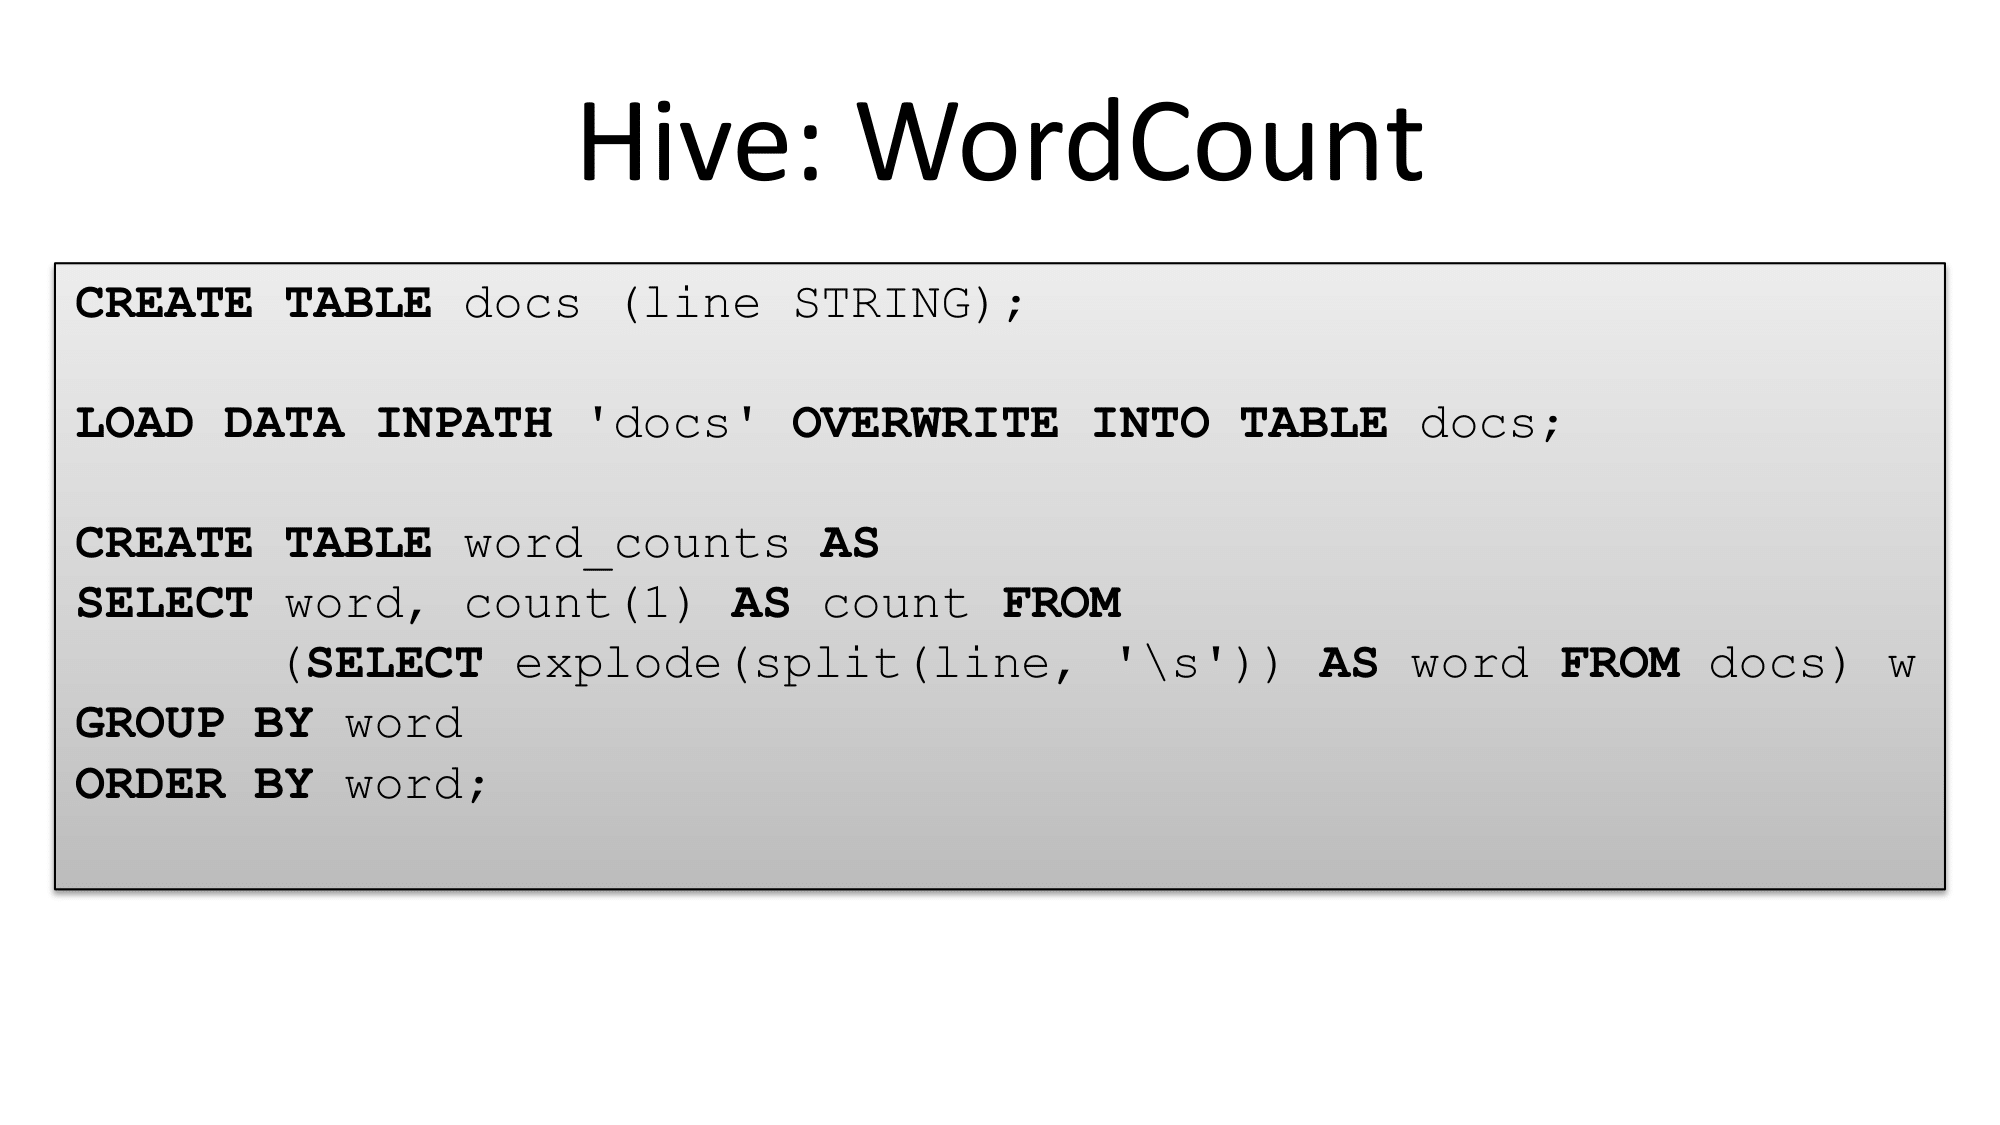 Hive: WordCount
CREATE TABLE docs (line STRING);
LOAD DATA INPATH 'docs' OVERWRITE INTO TABLE docs;
CREATE TABLE word_counts AS
SELECT word, count(1) AS count FROM
(SELECT explode(split(line, '\s')) AS word FROM docs) w
GROUP BY word
ORDER BY word;